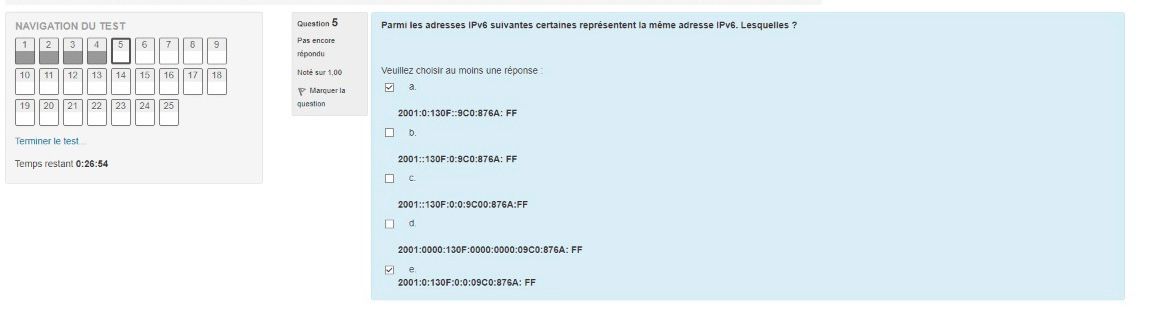 NAVIGATION DU TEST
1 2 3 4 5 6 7 8 9
10 11 12 13 14 15 16 17 18
19 20 21 22 23 24 25
Terminer le test...
Temps restant 0:26:54
Question 5
Pas encore
répondu
Noté sur 1,00
Marquer la
question
Parmi les adresses IPv6 suivantes certaines représentent la même adresse IPv6. Lesquelles ?
Veuillez choisir au moins une réponse :
a.
2001:0:130F::9C0:876A: FF
b.
2001::130F:0:9C0:876A: FF
c.
2001::130F:0:0:9C00:876A:FF
d.
2001:0000:130F:0000:0000:09C0:876A: FF
e.
2001:0:130F:0:0:09C0:876A: FF